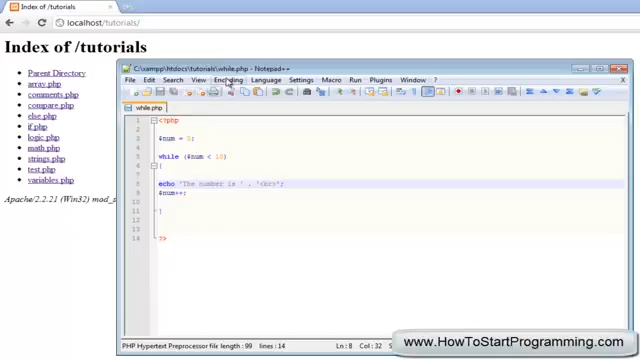 Index of /tutorials
localhost/tutorials/
Index of /tutorials
Parent Directory
array.php
comments.php
compare.php
else.php
if.php
logic.php
math.php
strings.php
test.php
variables.php
Apache/2.2.21 (Win32)
C:\xampp\htdocs\tutorials\while.php - Notepad++
File Edit Search View Encoding Language Settings Macro Run Plugins Window ?
while.php
1 <?php
2
3 $num = 0;
4
5 while ($num < 10)
6 {
7
8 echo 'The number is ' . '<br>';
9 $num++;
10
11 }
12
13
14 ?>
PHP Hypertext Preprocessor file length : 99 lines : 14 Ln : 8 Col : 32
www.HowToStartProgramming.com